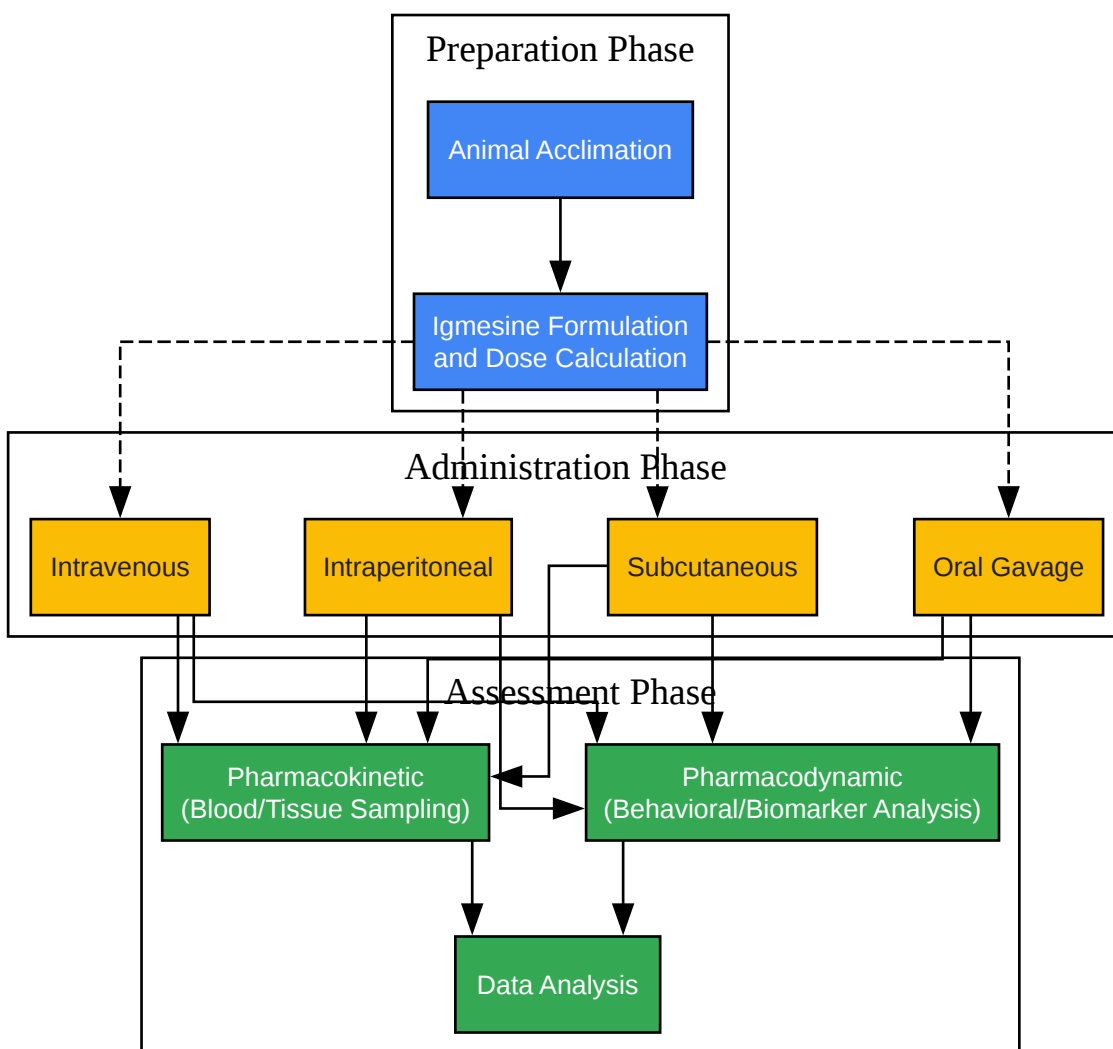 Preparation Phase
Animal Acclimation
Igmesine Formulation
and Dose Calculation
Administration Phase
Intravenous
Intraperitoneal
Subcutaneous
Oral Gavage
Assessment Phase
Pharmacokinetic
(Blood/Tissue Sampling)
Pharmacodynamic
(Behavioral/Biomarker Analysis)
Data Analysis